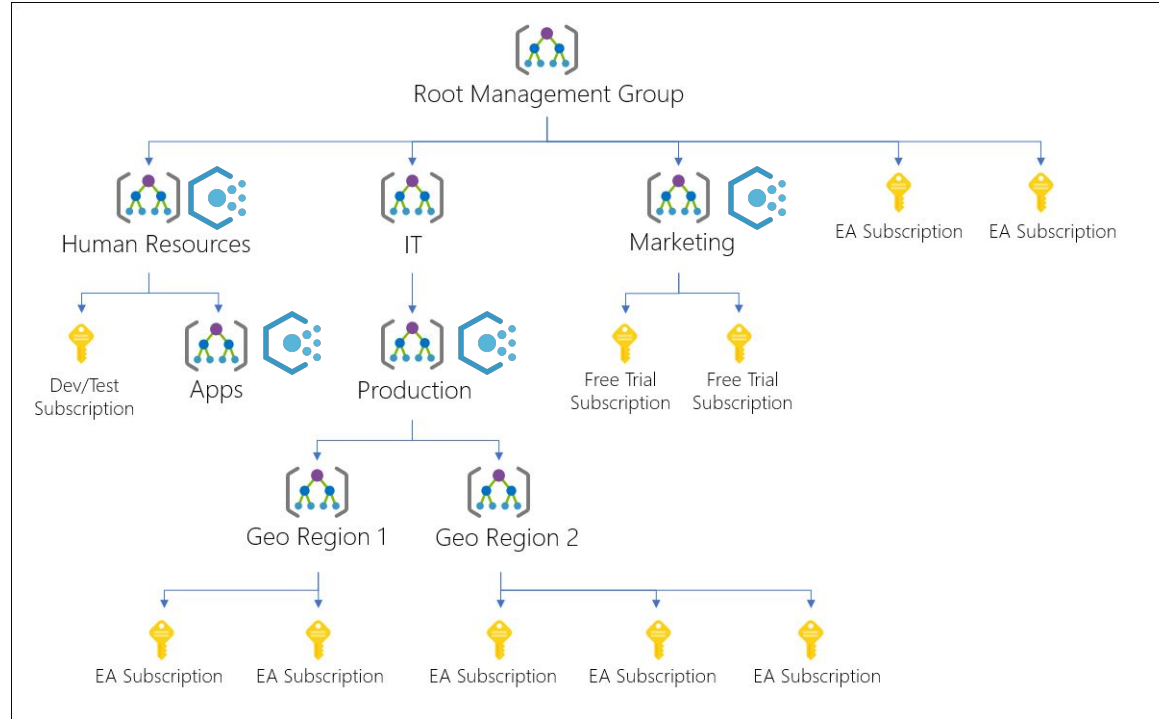 Root Management Group
Human Resources
IT
Marketing
EA Subscription
EA Subscription
Dev/Test
Subscription
Apps
Production
Free Trial
Subscription
Free Trial
Subscription
Geo Region 1
Geo Region 2
EA Subscription
EA Subscription
EA Subscription
EA Subscription
EA Subscription